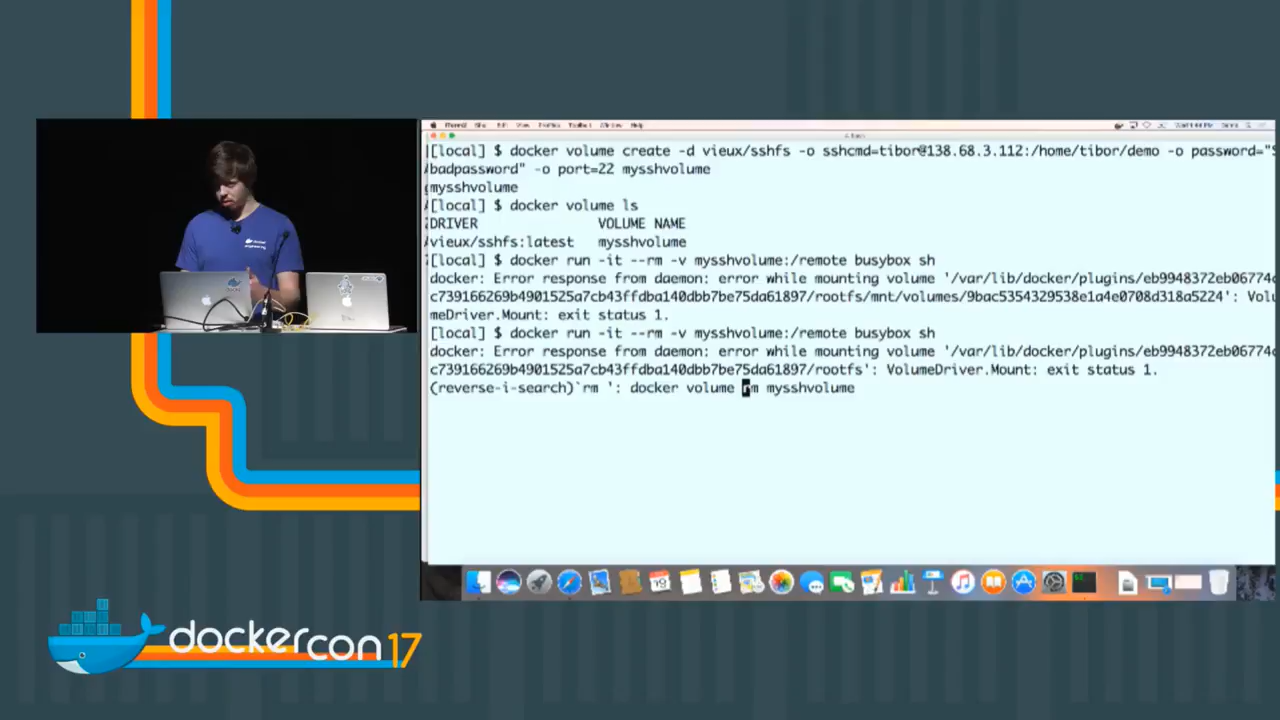 [local] $ docker volume create -d vieux/sshfs -o sshcmd=tibor@138.68.3.112:/home/tibor/demo -o password="S
badpassword" -o port=22 mysshvolume
mysshvolume
[local] $ docker volume ls
DRIVER VOLUME NAME
vieux/sshfs:latest mysshvolume
[local] $ docker run -it --rm -v mysshvolume:/remote busybox sh
docker: Error response from daemon: error while mounting volume '/var/lib/docker/plugins/eb9948372eb06774c
c739166269b4901525a7cb43ffdba140dbb7be75da61897/rootfs/mnt/volumes/9bac5354329538e1a4e0708d318a5224': Volu
meDriver.Mount: exit status 1.
[local] $ docker run -it --rm -v mysshvolume:/remote busybox sh
docker: Error response from daemon: error while mounting volume '/var/lib/docker/plugins/eb9948372eb06774c
c739166269b4901525a7cb43ffdba140dbb7be75da61897/rootfs': VolumeDriver.Mount: exit status 1.
(reverse-i-search)`rm ': docker volume rm mysshvolume
dockercon 17